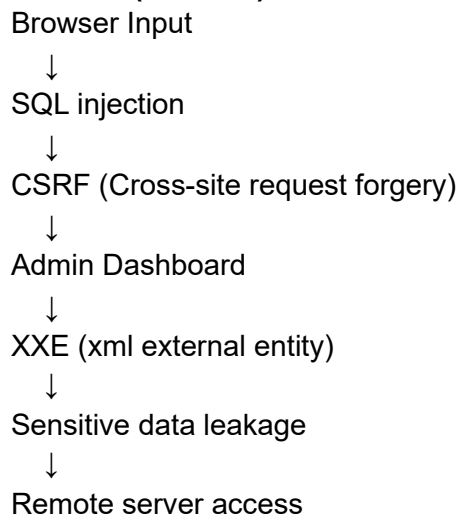 Browser Input
↓
SQL injection
↓
CSRF (Cross-site request forgery)
↓
Admin Dashboard
↓
XXE (xml external entity)
↓
Sensitive data leakage
↓
Remote server access